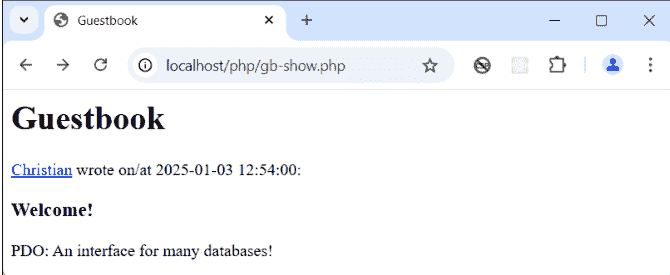 Guestbook
localhost/php/gb-show.php
Guestbook
Christian wrote on/at 2025-01-03 12:54:00:
Welcome!
PDO: An interface for many databases!